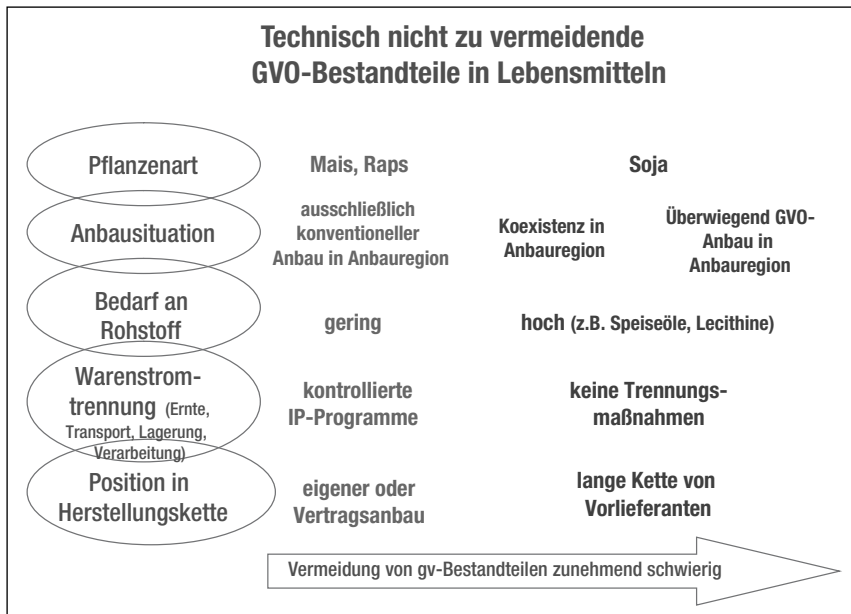 Technisch nicht zu vermeidende
GVO-Bestandteile in Lebensmitteln
Pflanzenart
Mais, Raps
Soja
Anbausituation
ausschließlich
konventioneller
Anbau in Anbauregion
Koexistenz in
Anbauregion
Überwiegend GVO-
Anbau in
Anbauregion
Bedarf an
Rohstoff
gering
hoch (z.B. Speiseöle, Lecithine)
Warenstrom-
trennung (Ernte,
Transport, Lagerung,
Verarbeitung)
kontrollierte
IP-Programme
keine Trennungs-
maßnahmen
Position in
Herstellungskette
eigener oder
Vertragsanbau
lange Kette von
Vorlieferanten
Vermeidung von gv-Bestandteilen zunehmend schwierig